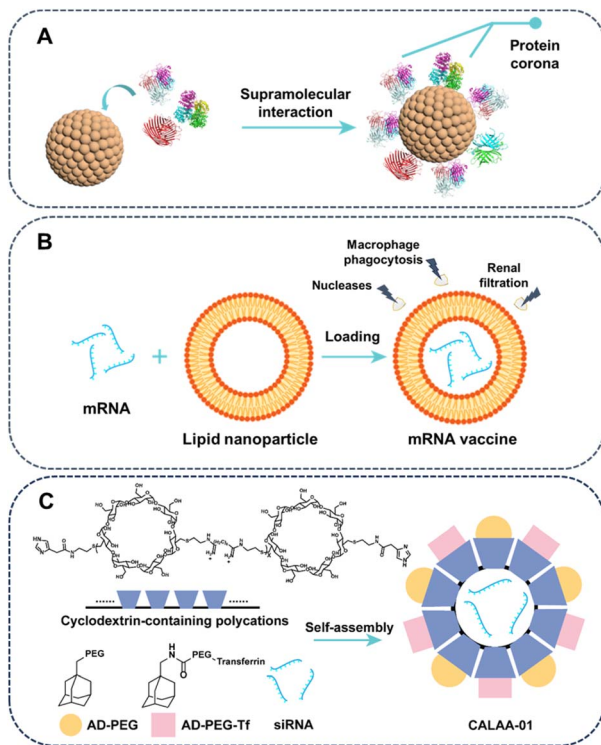 A
Supramolecular
interaction
Protein
corona
B
mRNA
+
Lipid nanoparticle
Loading
Macrophage
phagocytosis
Nucleases
Renal
filtration
mRNA vaccine
C
Cyclodextrin-containing polycations
PEG
H
N
O
PEG
Transferrin
AD-PEG
AD-PEG-Tf
siRNA
Self-assembly
CALAA-01